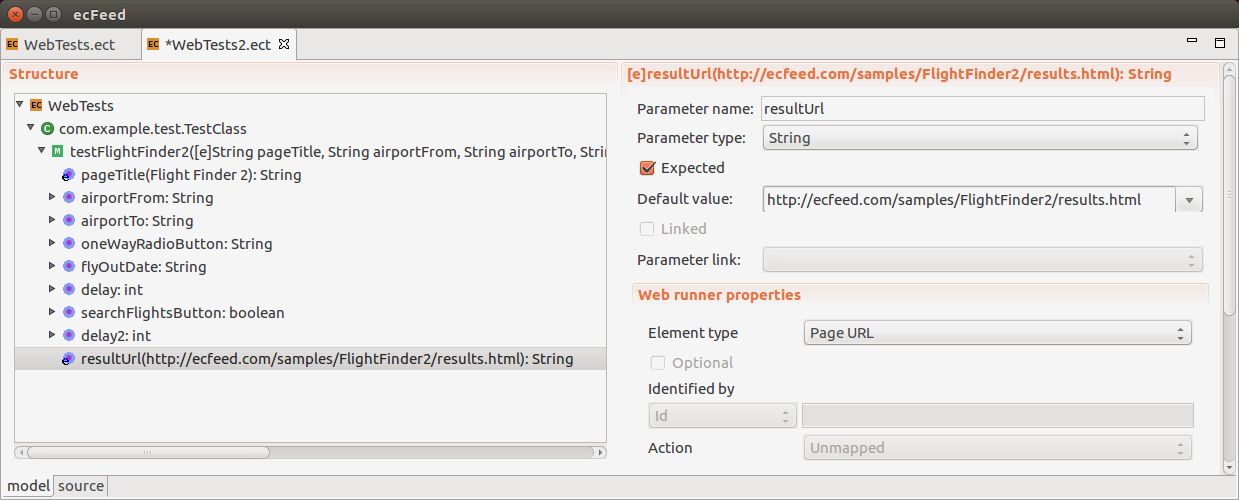 ecFeed
EC WebTests.ect
EC *WebTests2.ect
Structure
EC WebTests
C com.example.test.TestClass
M testFlightFinder2([e]String pageTitle, String airportFrom, String airportTo, Strin
e pageTitle(Flight Finder 2): String
airportFrom: String
airportTo: String
oneWayRadioButton: String
flyOutDate: String
delay: int
searchFlightsButton: boolean
delay2: int
e resultUrl(http://ecfeed.com/samples/FlightFinder2/results.html): String
model source
[e]resultUrl(http://ecfeed.com/samples/FlightFinder2/results.html): String
Parameter name: resultUrl
Parameter type: String
Expected
Default value: http://ecfeed.com/samples/FlightFinder2/results.html
Linked
Parameter link:
Web runner properties
Element type Page URL
Optional
Identified by
Id
Action Unmapped